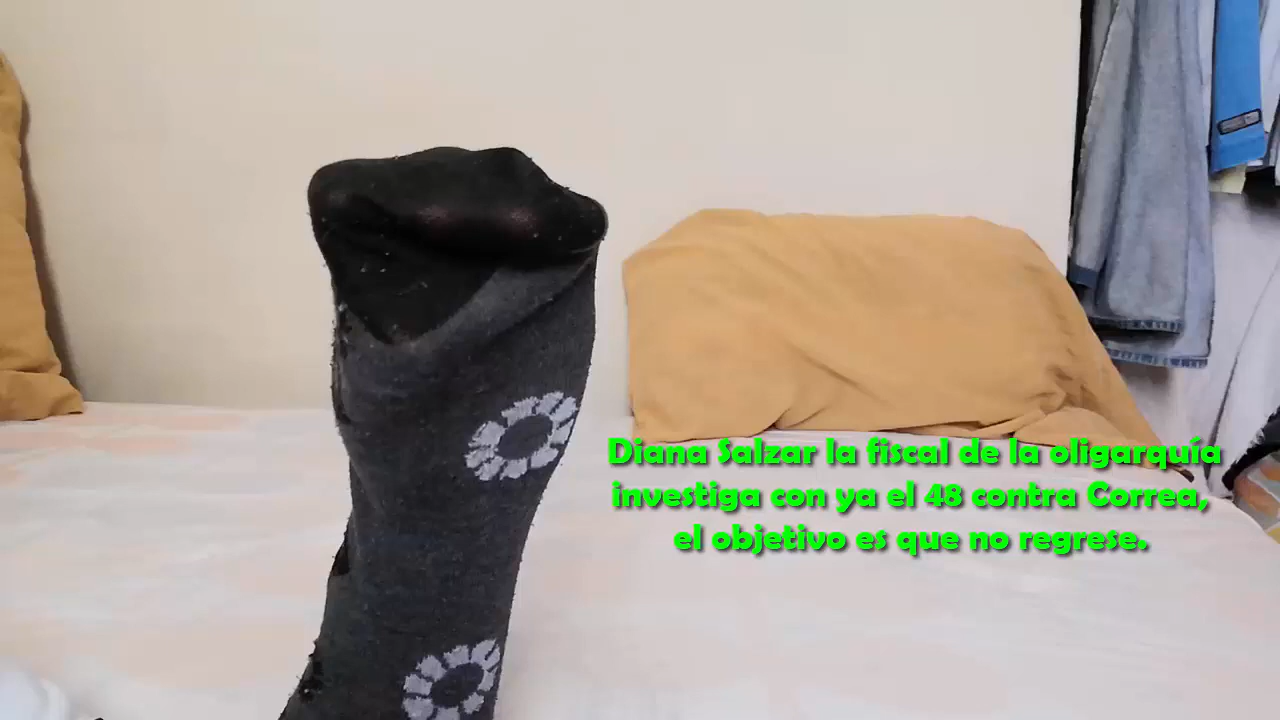 Diana Salzar la fiscal de la oligarquía
investiga con ya el 48 contra Correa,
el objetivo es que no regrese.